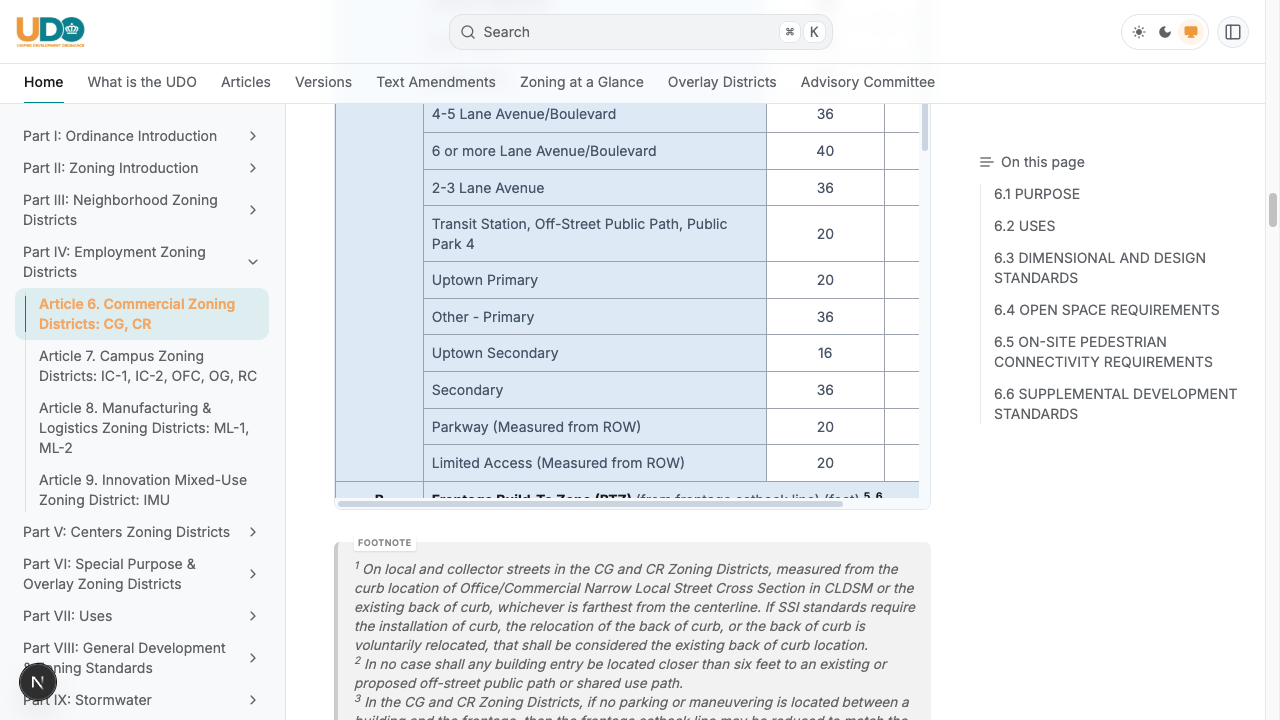 UDO
UNIFIED DEVELOPMENT ORDINANCE
Search
⌘ K
Home What is the UDO Articles Versions Text Amendments Zoning at a Glance Overlay Districts Advisory Committee
Part I: Ordinance Introduction
Part II: Zoning Introduction
Part III: Neighborhood Zoning
Districts
Part IV: Employment Zoning
Districts
Article 6. Commercial Zoning
Districts: CG, CR
Article 7. Campus Zoning
Districts: IC-1, IC-2, OFC, OG, RC
Article 8. Manufacturing &
Logistics Zoning Districts: ML-1,
ML-2
Article 9. Innovation Mixed-Use
Zoning District: IMU
Part V: Centers Zoning Districts
Part VI: Special Purpose &
Overlay Zoning Districts
Part VII: Uses
Part VIII: General Development
Zoning Standards
Part IX: Stormwater
N
4-5 Lane Avenue/Boulevard 36
6 or more Lane Avenue/Boulevard 40
2-3 Lane Avenue 36
Transit Station, Off-Street Public Path, Public
Park 4 20
Uptown Primary 20
Other - Primary 36
Uptown Secondary 16
Secondary 36
Parkway (Measured from ROW) 20
Limited Access (Measured from ROW) 20
B Frontage Build-To Zone (BTZ) (from frontage setback line) (feet) 5, 6
FOOTNOTE
1 On local and collector streets in the CG and CR Zoning Districts, measured from the
curb location of Office/Commercial Narrow Local Street Cross Section in CLDSM or the
existing back of curb, whichever is farthest from the centerline. If SSI standards require
the installation of curb, the relocation of the back of curb, or the back of curb is
voluntarily relocated, that shall be considered the existing back of curb location.
2 In no case shall any building entry be located closer than six feet to an existing or
proposed off-street public path or shared use path.
3 In the CG and CR Zoning Districts, if no parking or maneuvering is located between a
building and the frontage, then the frontage setback line may be reduced to match the
On this page
6.1 PURPOSE
6.2 USES
6.3 DIMENSIONAL AND DESIGN
STANDARDS
6.4 OPEN SPACE REQUIREMENTS
6.5 ON-SITE PEDESTRIAN
CONNECTIVITY REQUIREMENTS
6.6 SUPPLEMENTAL DEVELOPMENT
STANDARDS